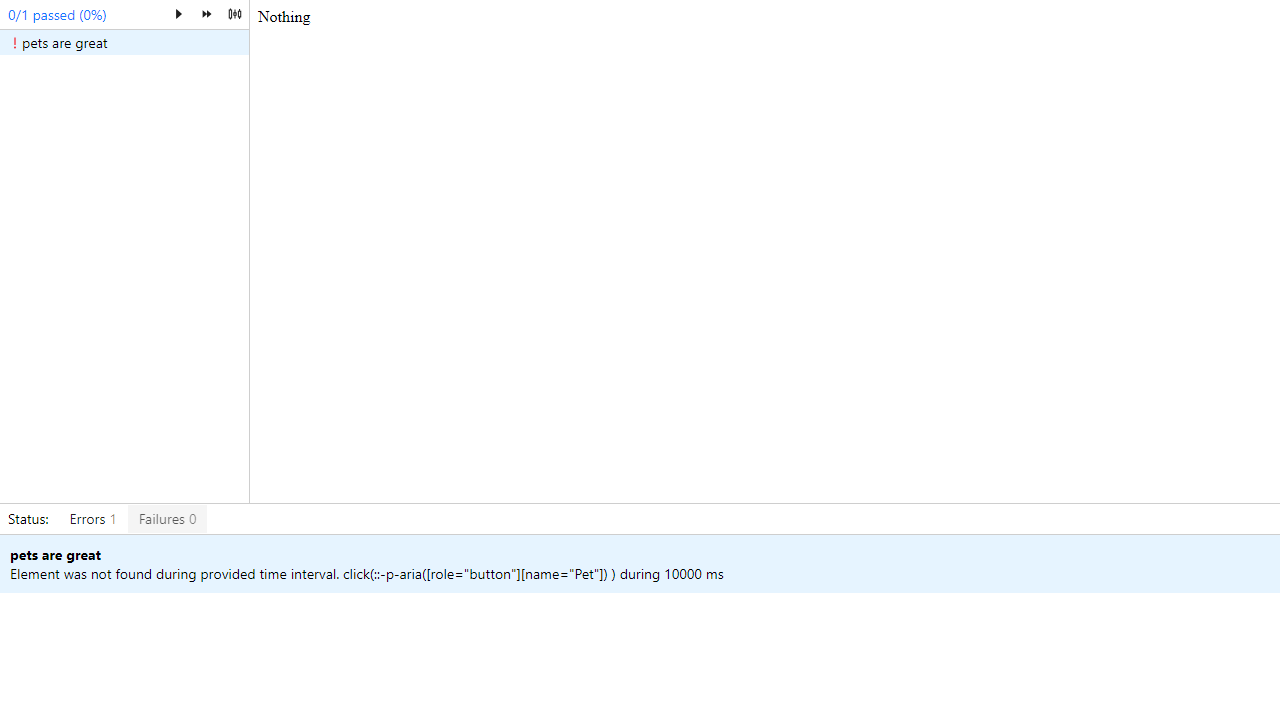 0/1 passed (0%)
Nothing
! pets are great
Status: Errors 1 Failures 0
pets are great
Element was not found during provided time interval. click(::-p-aria([role="button"][name="Pet"]) ) during 10000 ms